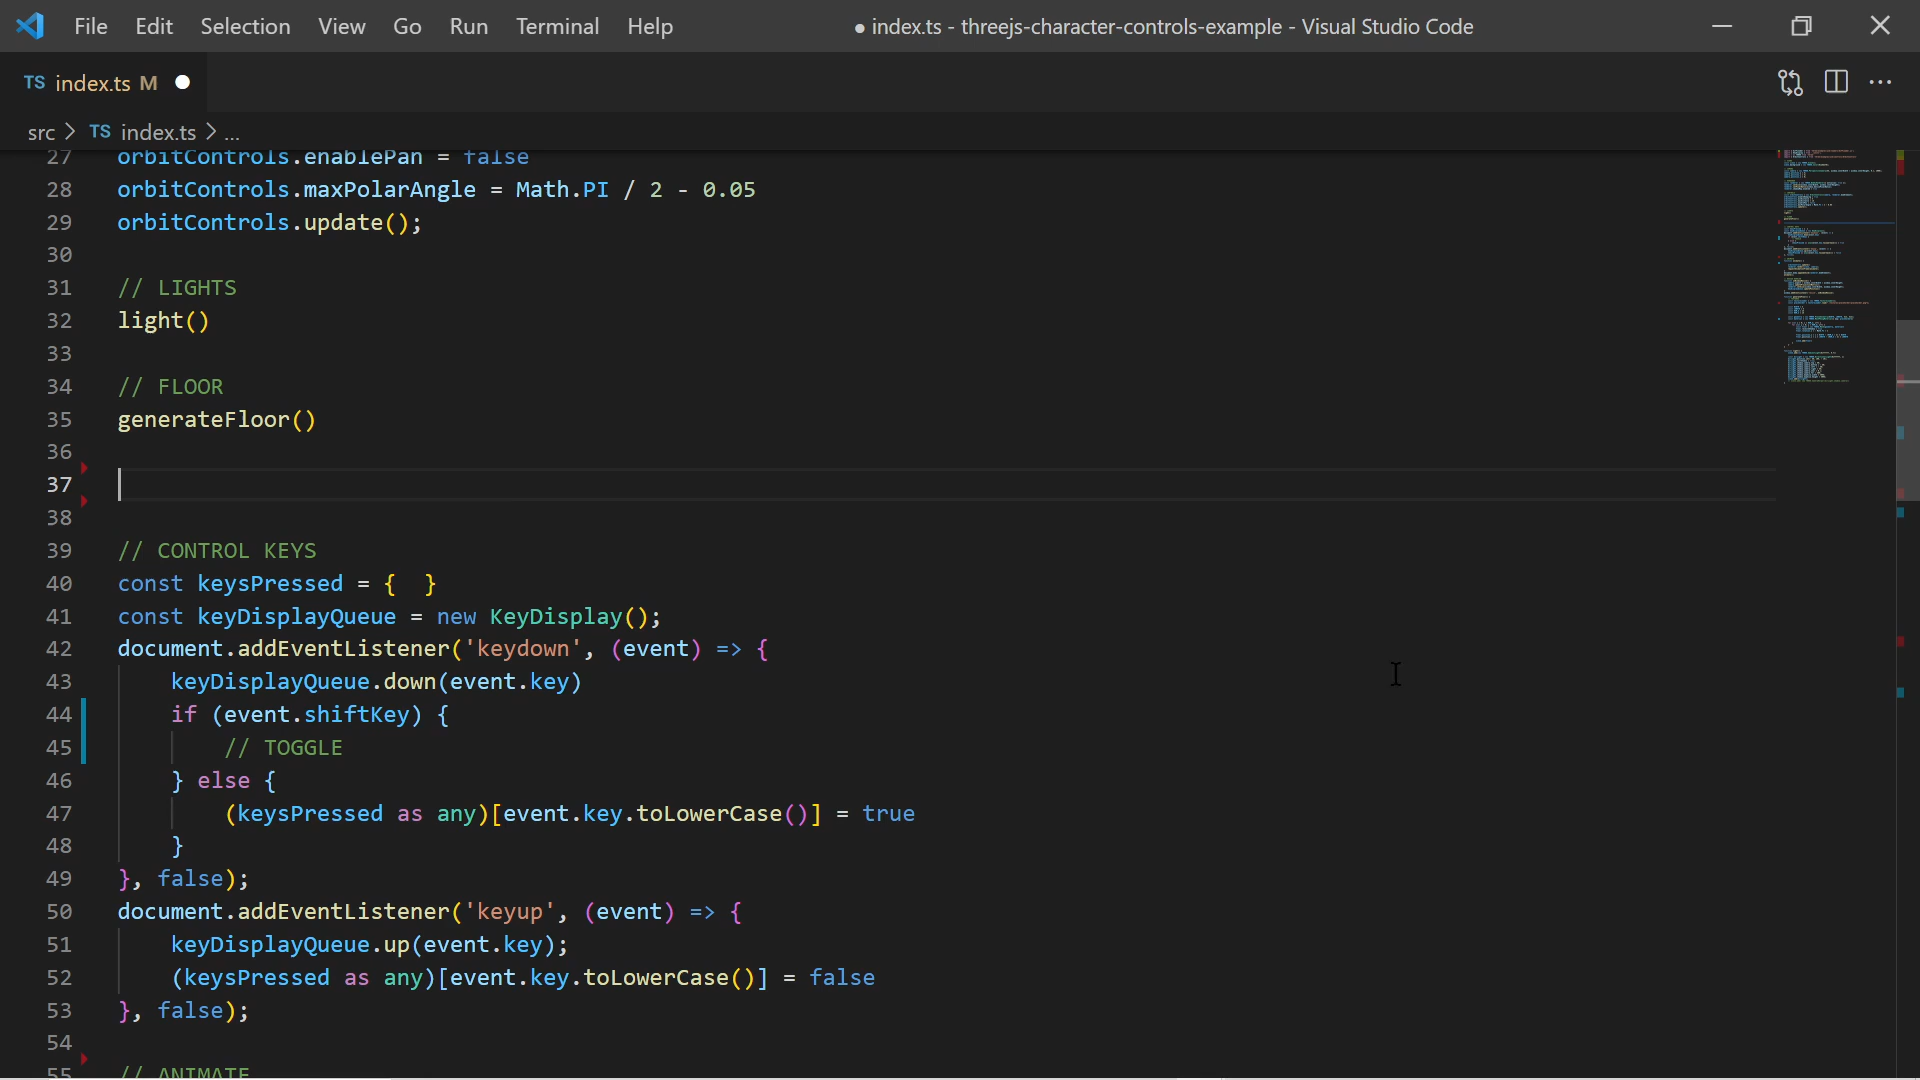 File Edit Selection View Go Run Terminal Help ● index.ts - threejs-character-controls-example - Visual Studio Code
TS index.ts M ●
src > TS index.ts > ...
27 orbitControls.enablePan = false
28 orbitControls.maxPolarAngle = Math.PI / 2 - 0.05
29 orbitControls.update();
30
31 // LIGHTS
32 light()
33
34 // FLOOR
35 generateFloor()
36
37
38
39 // CONTROL KEYS
40 const keysPressed = {  }
41 const keyDisplayQueue = new KeyDisplay();
42 document.addEventListener('keydown', (event) => {
43     keyDisplayQueue.down(event.key)
44     if (event.shiftKey) {
45         // TOGGLE
46     } else {
47         (keysPressed as any)[event.key.toLowerCase()] = true
48     }
49 }, false);
50 document.addEventListener('keyup', (event) => {
51     keyDisplayQueue.up(event.key);
52     (keysPressed as any)[event.key.toLowerCase()] = false
53 }, false);
54
55 // ANIMATE